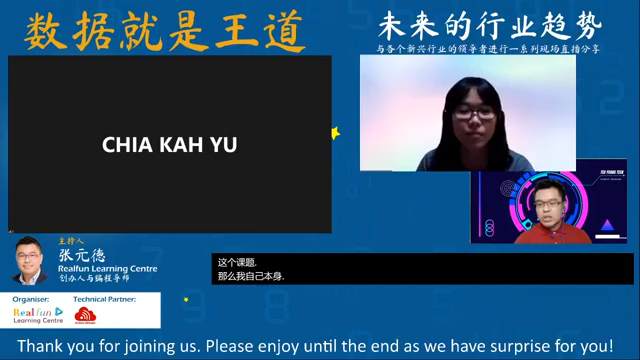 数据就是王道
未来的行业趋势
与各个新兴行业的领导者进行一系列现场直播分享
CHIA KAH YU
主持人
张元德
Realfun Learning Centre
创办人与编程导师
这个课题.
那么我自己本身.
Organiser:
Technical Partner:
Realfun
Learning Centre
Thank you for joining us. Please enjoy until the end as we have surprise for you!